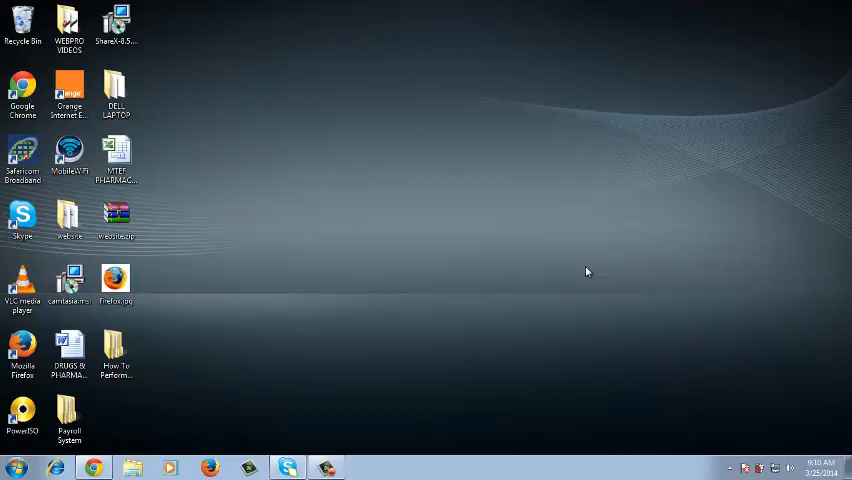 Recycle Bin
WEBPRO
VIDEOS
ShareX-8.5....
Google
Chrome
Orange
Internet E...
DELL
LAPTOP
Safaricom
Broadband
MobileWiFi
MTEF
PHARMAC...
Skype
website
website.zip
VLC media
player
camtasia.msi
firefox.jpg
Mozilla
Firefox
DRUGS &
PHARMA...
How To
Perform...
PowerISO
Payroll
System
9:10 AM
3/25/2014